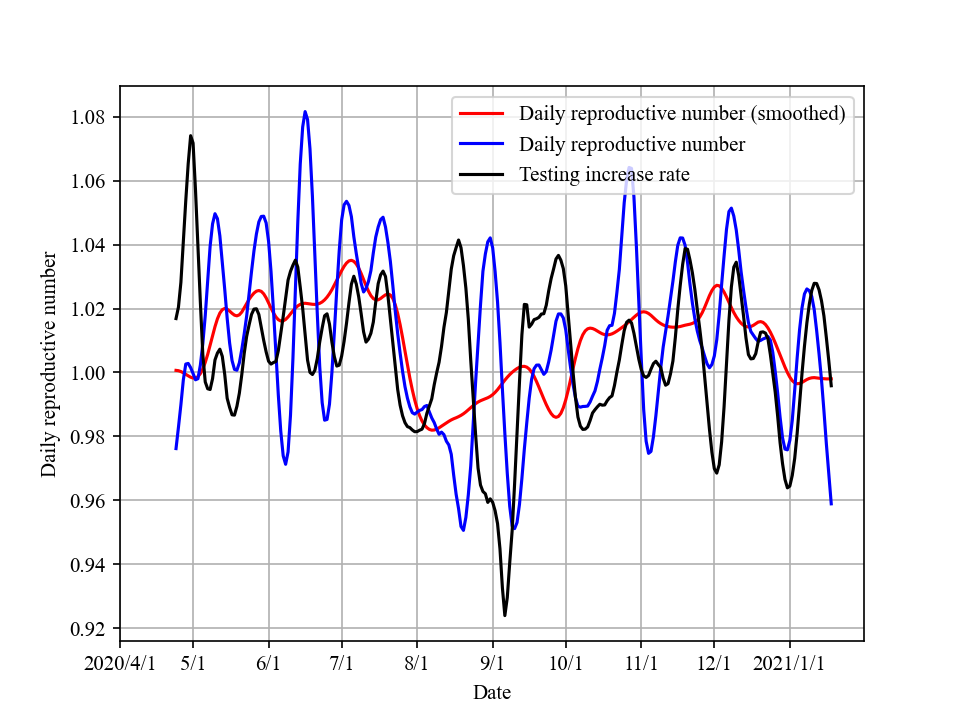 Daily reproductive number (smoothed)
Daily reproductive number
Testing increase rate
Daily reproductive number
1.08
1.06
1.04
1.02
1.00
0.98
0.96
0.94
0.92
2020/4/1 5/1 6/1 7/1 8/1 9/1 10/1 11/1 12/1 2021/1/1
Date